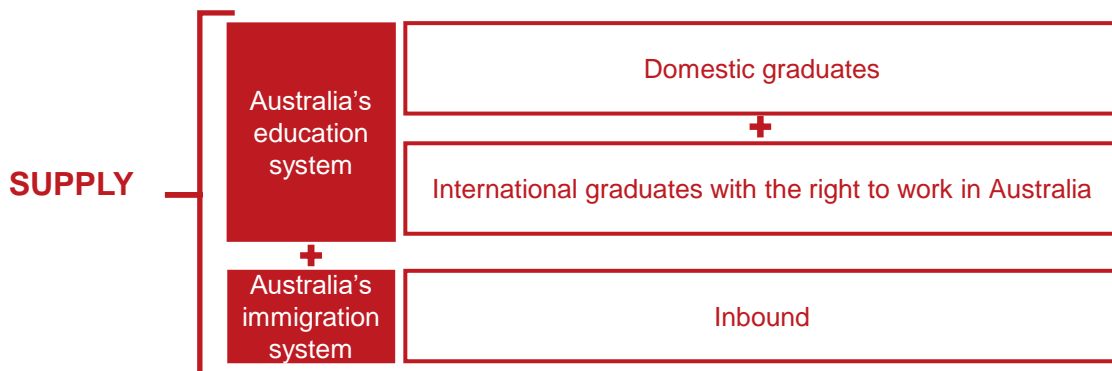 SUPPLY
Australia’s
education
system
Domestic graduates
+
International graduates with the right to work in Australia
+
Australia’s
immigration
system
Inbound